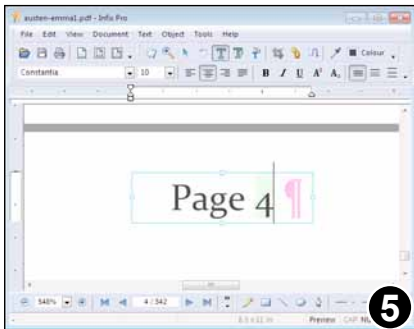 austen-emma1.pdf - Infix Pro
File Edit View Document Text Object Tools Help
Colour
Constantia 10 B I U A A
Page 4 ¶
548% 4 / 342
8.5 x 11 in Preview CAP NU
5